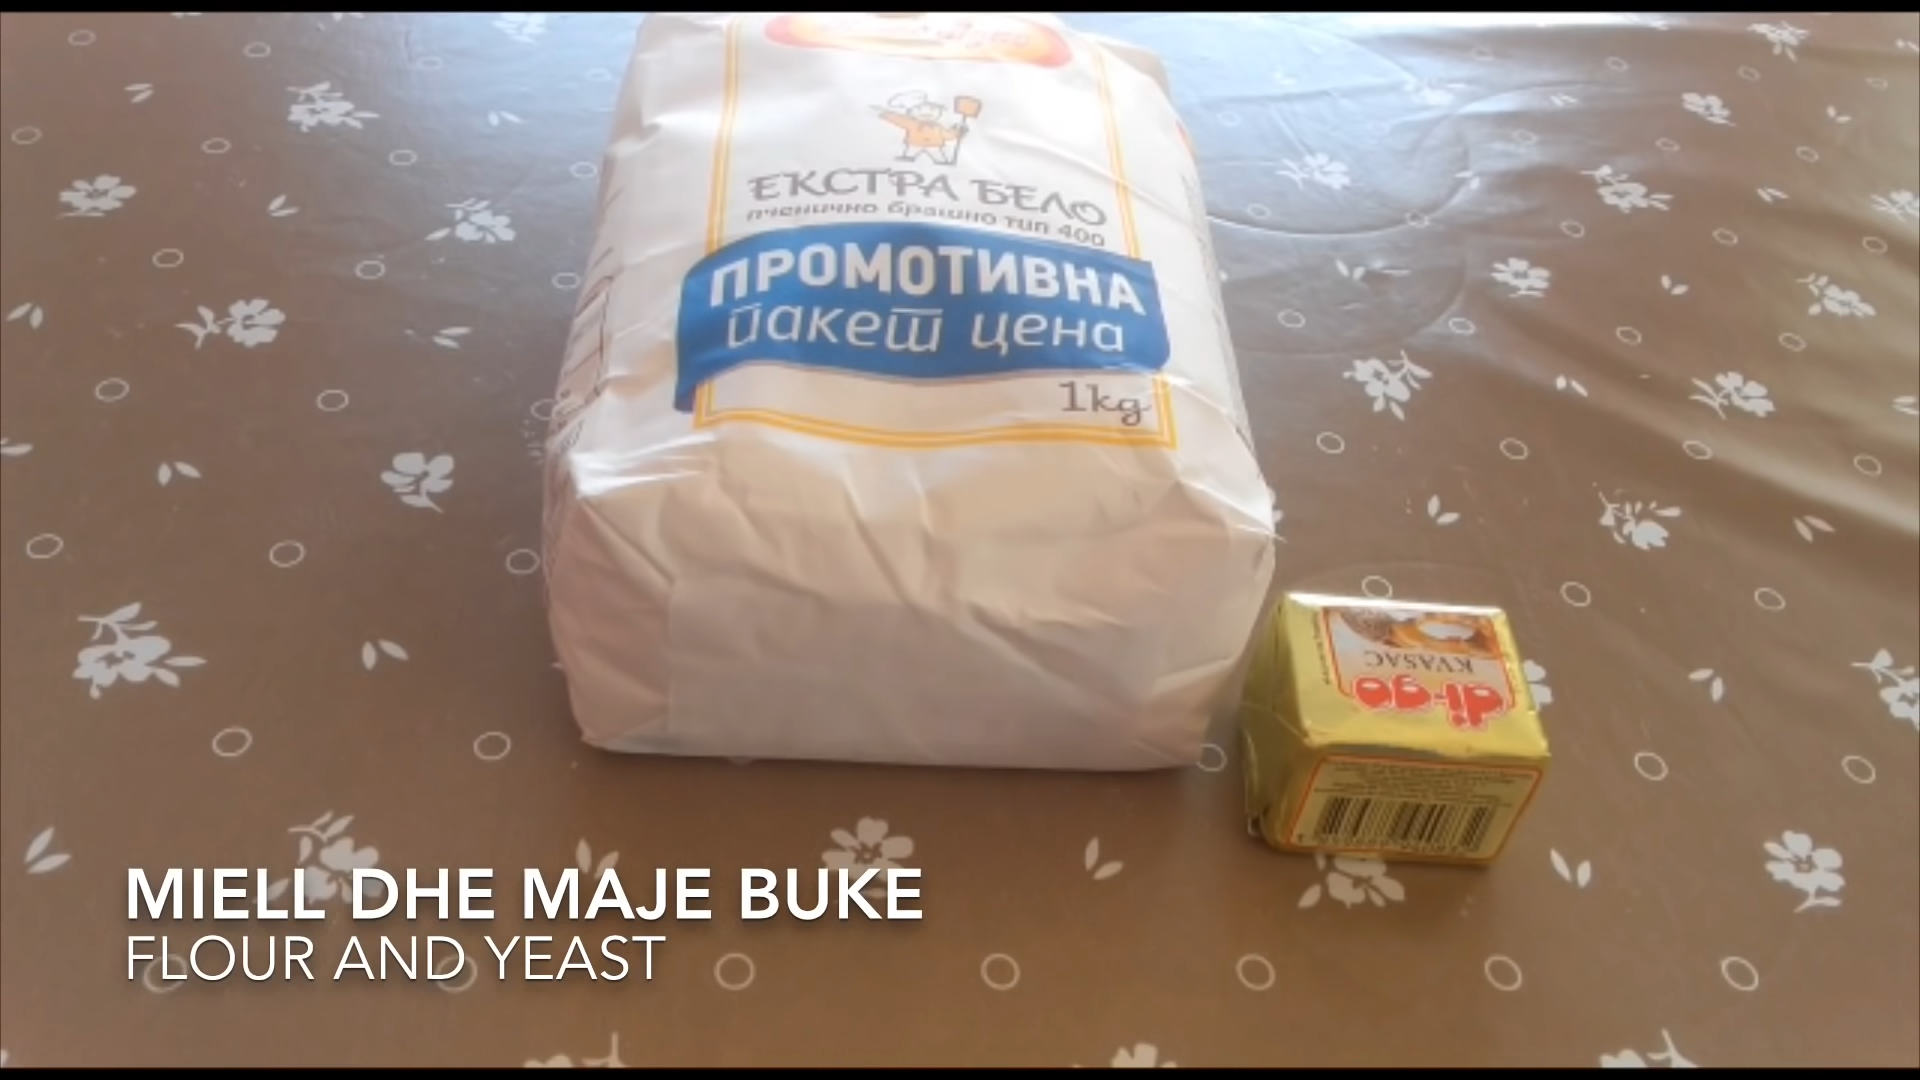 ЕКСТРА БЕЛО
пченично брашно тип 400
ПРОМОТИВНА
пакет цена
1kg
di-go
KVASAC
MIELL DHE MAJE BUKE
FLOUR AND YEAST